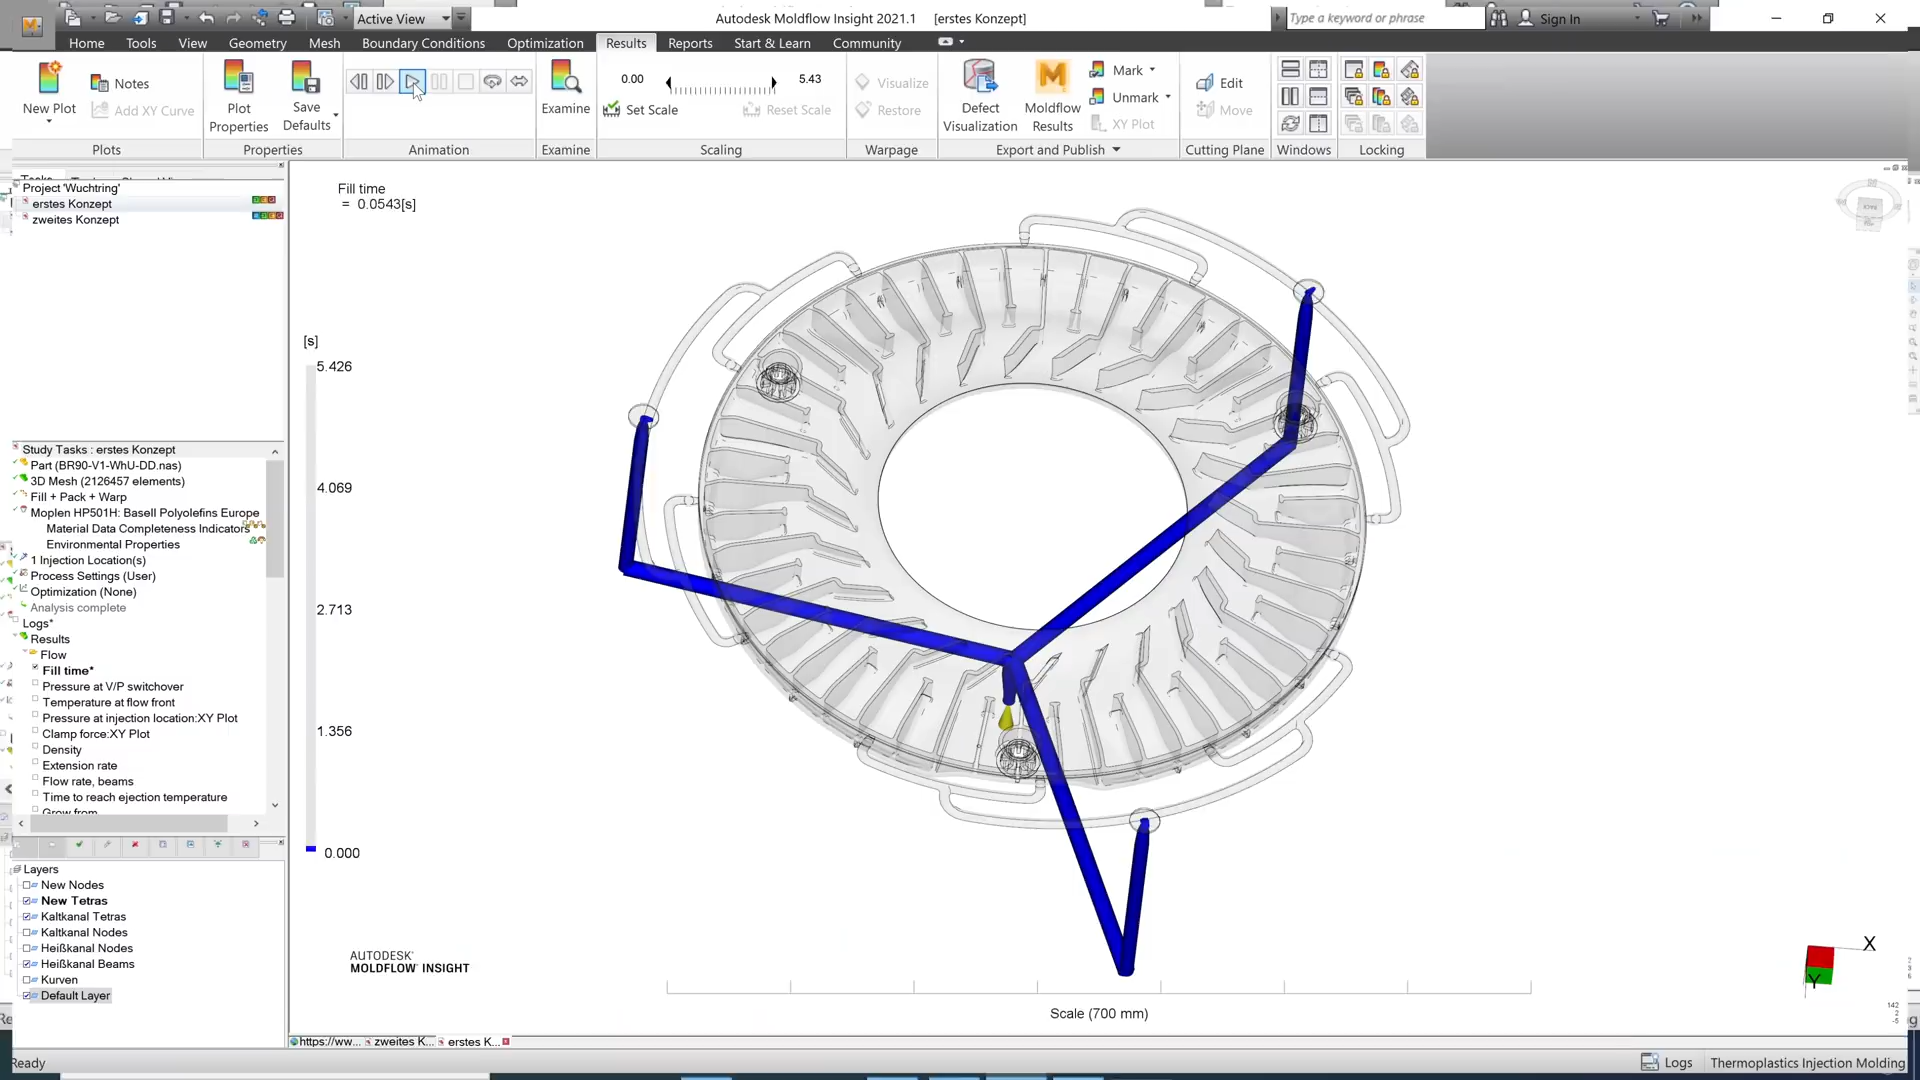 Active View
Autodesk Moldflow Insight 2021.1 [erstes Konzept]
Type a keyword or phrase
Sign In
Home Tools View Geometry Mesh Boundary Conditions Optimization Results Reports Start & Learn Community
New Plot
Notes
Add XY Curve
Plots
Plot
Properties
Save
Defaults
Properties
Animation
Examine
Examine
0.00
5.43
Set Scale
Reset Scale
Scaling
Visualize
Restore
Warpage
Defect
Visualization
Moldflow
Results
Mark
Unmark
XY Plot
Export and Publish
Edit
Move
Cutting Plane
Windows
Locking
Project 'Wuchtring'
erstes Konzept
zweites Konzept
Study Tasks : erstes Konzept
Part (BR90-V1-WhU-DD.nas)
3D Mesh (2126457 elements)
Fill + Pack + Warp
Moplen HP501H: Basell Polyolefins Europe
Material Data Completeness Indicators
Environmental Properties
1 Injection Location(s)
Process Settings (User)
Optimization (None)
Analysis complete
Logs*
Results
Flow
Fill time*
Pressure at V/P switchover
Temperature at flow front
Pressure at injection location:XY Plot
Clamp force:XY Plot
Density
Extension rate
Flow rate, beams
Time to reach ejection temperature
Grow from
Layers
New Nodes
New Tetras
Kaltkanal Tetras
Kaltkanal Nodes
Heißkanal Nodes
Heißkanal Beams
Kurven
Default Layer
Fill time
= 0.0543[s]
[s]
5.426
4.069
2.713
1.356
0.000
BACK
AUTODESK
MOLDFLOW INSIGHT
Scale (700 mm)
X
Y
142
2
-5
https://ww...
zweites K...
erstes K...
Ready
Logs
Thermoplastics Injection Molding